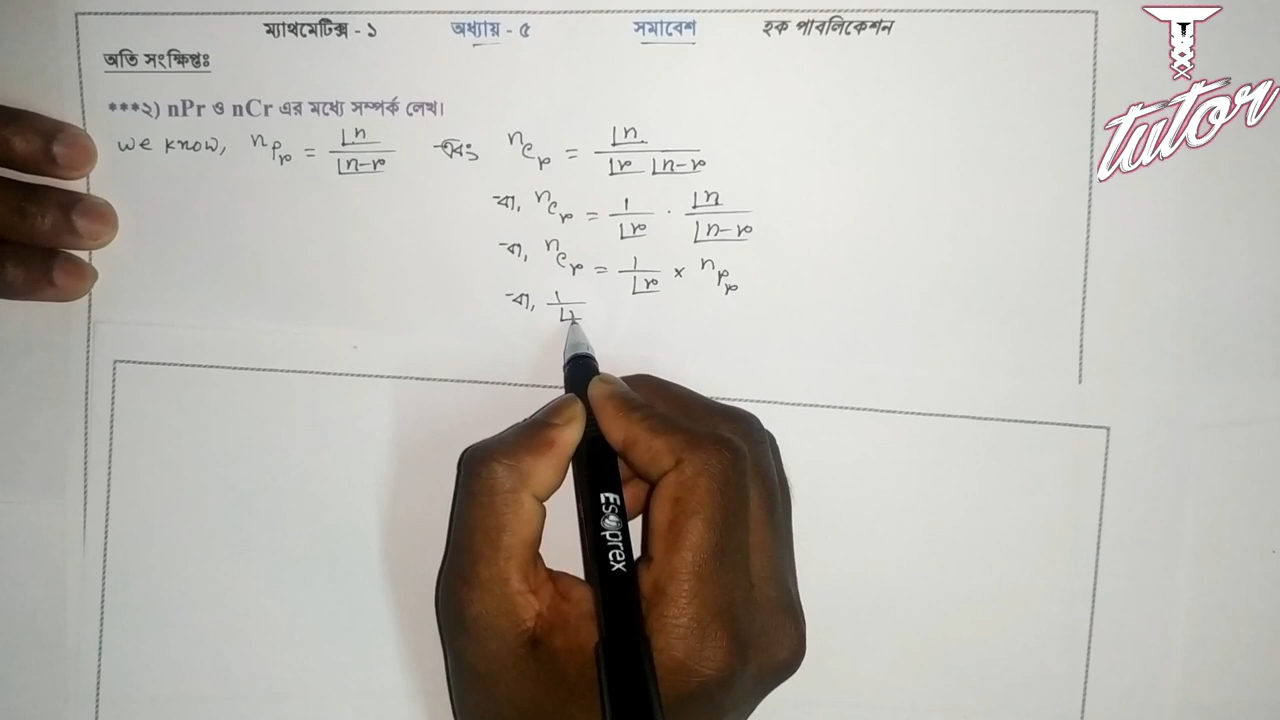 ম্যাথমেটিক্স - ১ অধ্যায় - ৫ সমাবেশ হক পাবলিকেশন
অতি সংক্ষিপ্তঃ
***২) nPr ও nCr এর মধ্যে সম্পর্ক লেখ।
we know, ⁿPᵣ = ∟n / ∟n-r এবং ⁿCᵣ = ∟n / ∟r ∟n-r
বা, ⁿCᵣ = 1/∟r · ∟n / ∟n-r
বা, ⁿCᵣ = 1/∟r × ⁿPᵣ
বা, 1/∟r
T
tutor
Esoprex